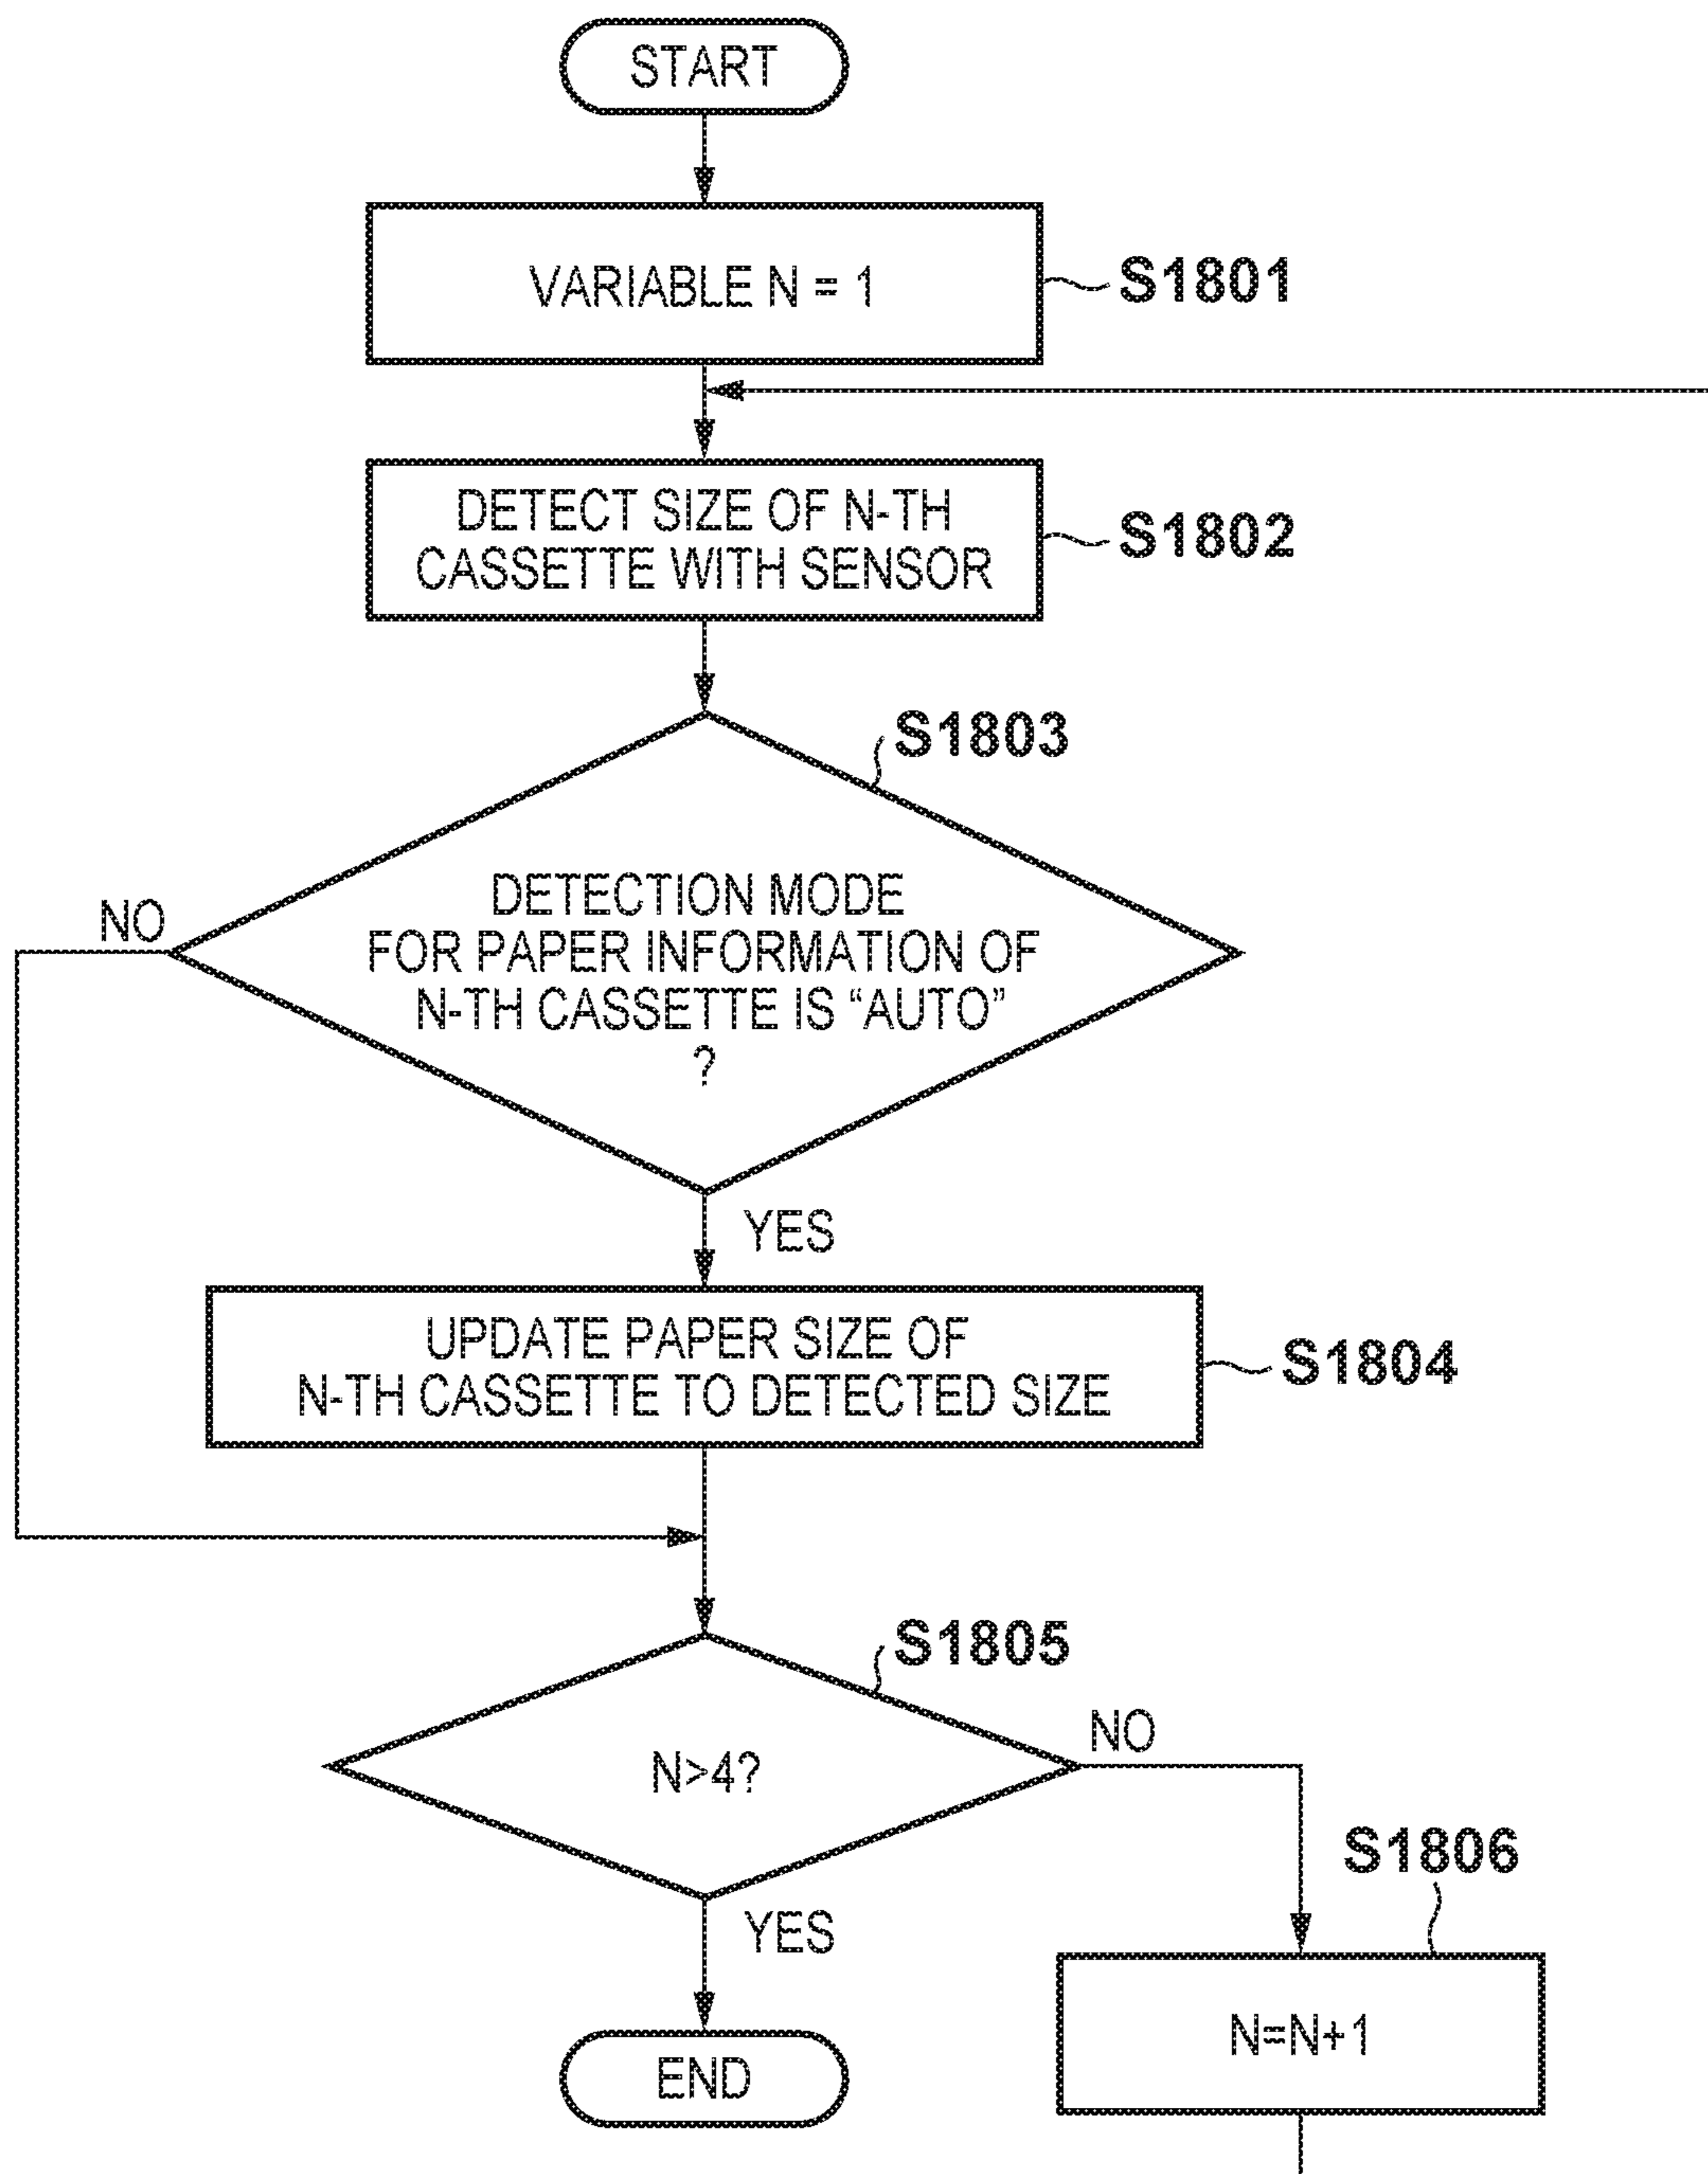 START
VARIABLE N = 1
S1801
DETECT SIZE OF N-TH
CASSETTE WITH SENSOR
S1802
S1803
DETECTION MODE
FOR PAPER INFORMATION OF
N-TH CASSETTE IS “AUTO”
?
NO
YES
UPDATE PAPER SIZE OF
N-TH CASSETTE TO DETECTED SIZE
S1804
S1805
N>4?
NO
YES
S1806
N=N+1
END